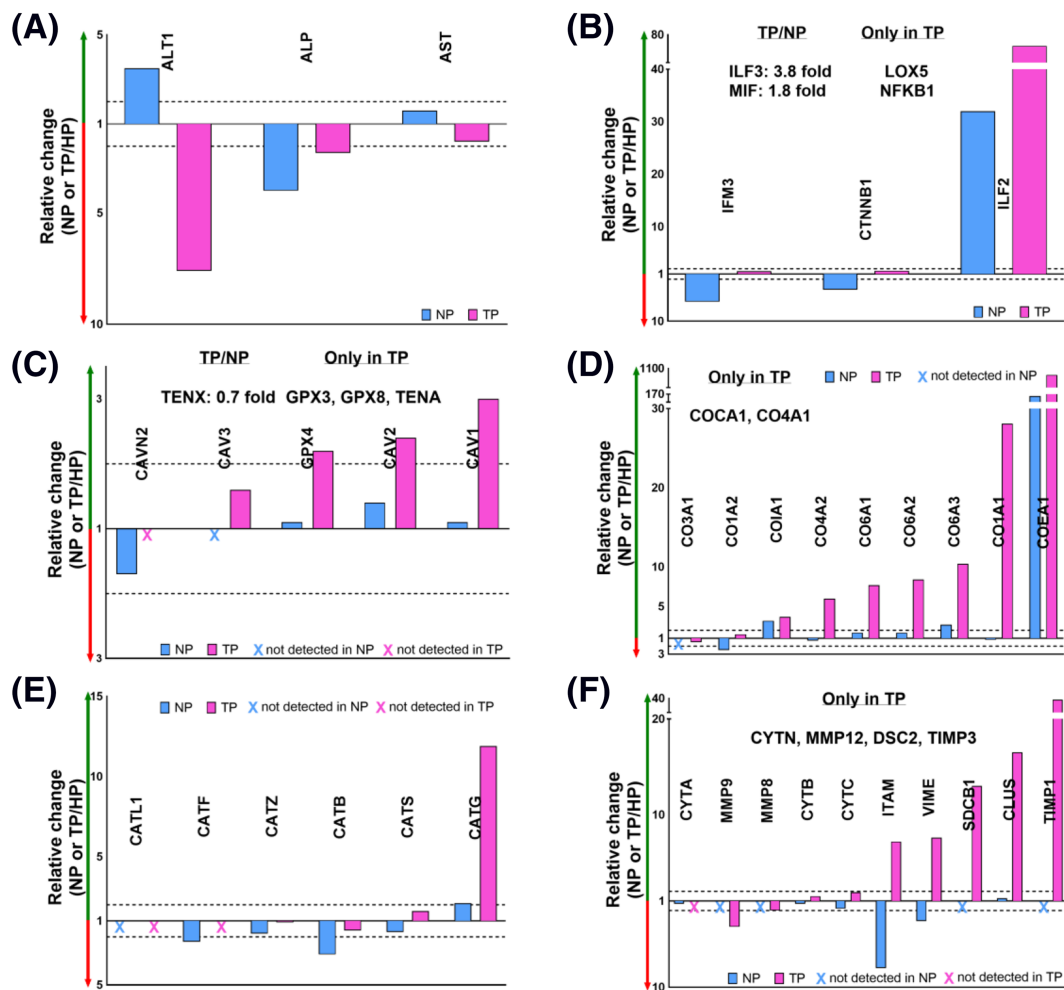 (A)
5
1
5
10
Relative change
(NP or TP/HP)
ALT1
ALP
AST
NP TP
(B)
80
40
30
20
10
1
10
Relative change
(NP or TP/HP)
TP/NP Only in TP
ILF3: 3.8 fold LOX5
MIF: 1.8 fold NFKB1
IFM3
CTNNB1
ILF2
NP TP
(C)
3
1
3
Relative change
(NP or TP/HP)
TP/NP Only in TP
TENX: 0.7 fold GPX3, GPX8, TENA
CAVN2
CAV3
GPX4
CAV2
CAV1
NP TP X not detected in NP X not detected in TP
(D)
1100
170
30
20
10
5
1
3
Relative change
(NP or TP/HP)
Only in TP NP TP X not detected in NP
COCA1, CO4A1
CO3A1
CO1A2
COIA1
CO4A2
CO6A1
CO6A2
CO6A3
CO1A1
COEA1
(E)
15
10
5
1
5
Relative change
(NP or TP/HP)
NP TP X not detected in NP X not detected in TP
CATL1
CATF
CATZ
CATB
CATS
CATG
X X X
(F)
40
20
10
1
10
Relative change
(NP or TP/HP)
Only in TP
CYTN, MMP12, DSC2, TIMP3
CYTA
MMP9
MMP8
CYTB
CYTC
ITAM
VIME
SDCB1
CLUS
TIMP1
X X X X X
NP TP X not detected in NP X not detected in TP